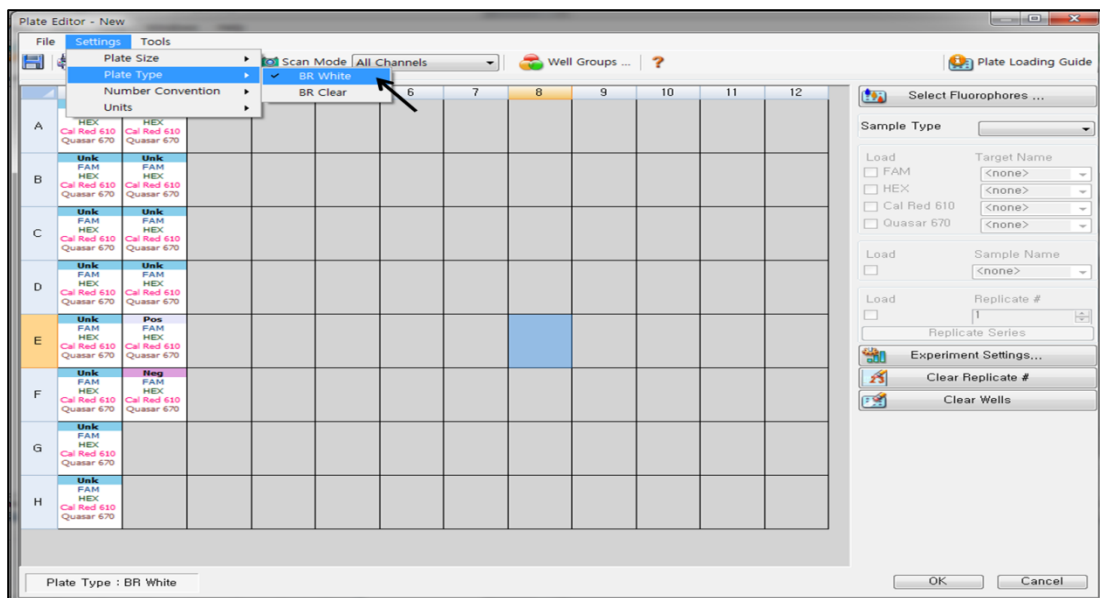 Plate Editor - New
File Settings Tools
Plate Size
Plate Type
Number Convention
Units
BR White
BR Clear
Scan Mode All Channels
Well Groups ...
?
Plate Loading Guide
6 7 8 9 10 11 12
A
HEX HEX
Cal Red 610 Cal Red 610
Quasar 670 Quasar 670
B
Unk Unk
FAM FAM
HEX HEX
Cal Red 610 Cal Red 610
Quasar 670 Quasar 670
C
Unk Unk
FAM FAM
HEX HEX
Cal Red 610 Cal Red 610
Quasar 670 Quasar 670
D
Unk Unk
FAM FAM
HEX HEX
Cal Red 610 Cal Red 610
Quasar 670 Quasar 670
E
Unk Pos
FAM FAM
HEX HEX
Cal Red 610 Cal Red 610
Quasar 670 Quasar 670
F
Unk Neg
FAM FAM
HEX HEX
Cal Red 610 Cal Red 610
Quasar 670 Quasar 670
G
Unk
FAM
HEX
Cal Red 610
Quasar 670
H
Unk
FAM
HEX
Cal Red 610
Quasar 670
Select Fluorophores ...
Sample Type
Load Target Name
FAM <none>
HEX <none>
Cal Red 610 <none>
Quasar 670 <none>
Load Sample Name
<none>
Load Replicate #
1
Replicate Series
Experiment Settings...
Clear Replicate #
Clear Wells
Plate Type : BR White
OK Cancel